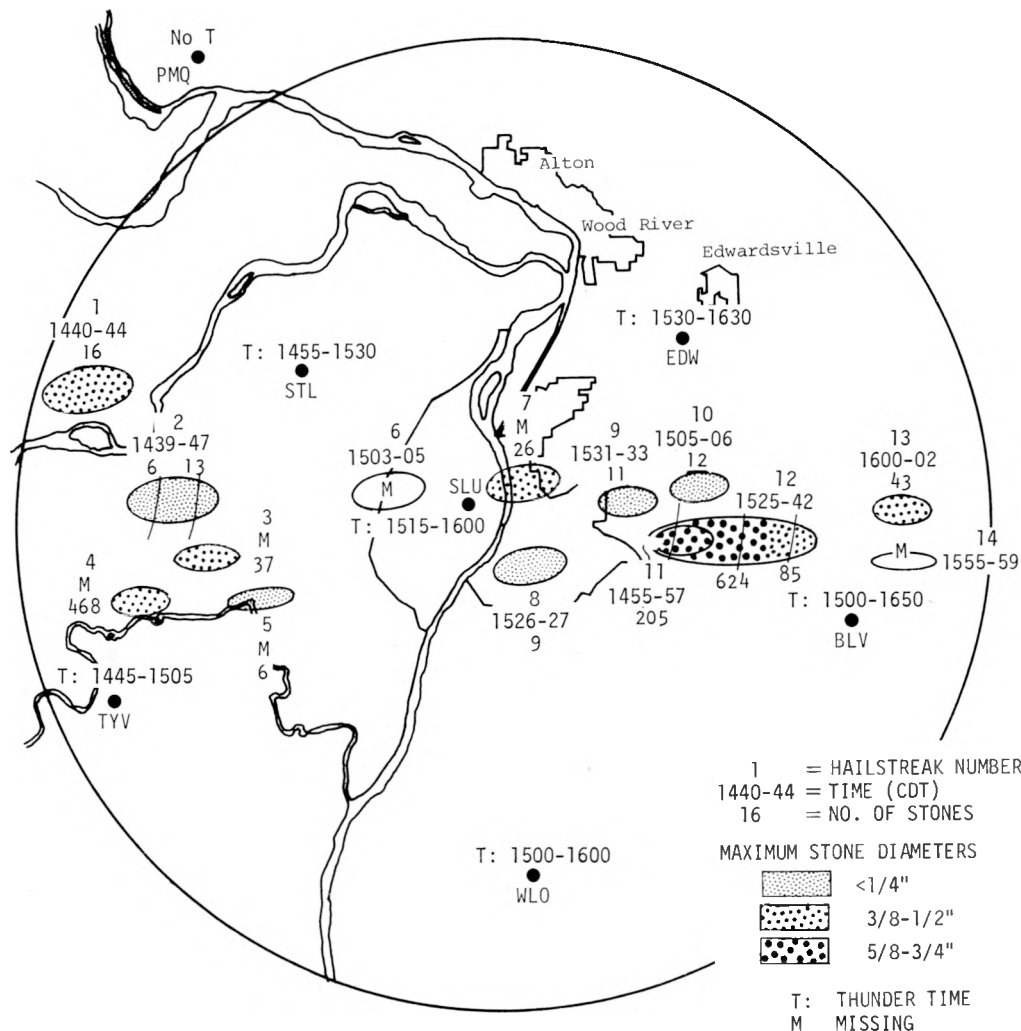 No T
PMQ
Alton
Wood River
Edwardsville
1
1440-44
16
T: 1455-1530
STL
T: 1530-1630
EDW
2
1439-47
6 13
6
1503-05
M
7
M
26
SLU
T: 1515-1600
9
1531-33
11
10
1505-06
12
12
1525-42
624
85
13
1600-02
43
14
1555-59
M
3
M
37
4
M
468
5
M
6
8
1526-27
9
11
1455-57
205
T: 1500-1650
BLV
T: 1445-1505
TYV
T: 1500-1600
WLO
1 = HAILSTREAK NUMBER
1440-44 = TIME (CDT)
16 = NO. OF STONES
MAXIMUM STONE DIAMETERS
<1/4"
3/8-1/2"
5/8-3/4"
T: THUNDER TIME
M MISSING